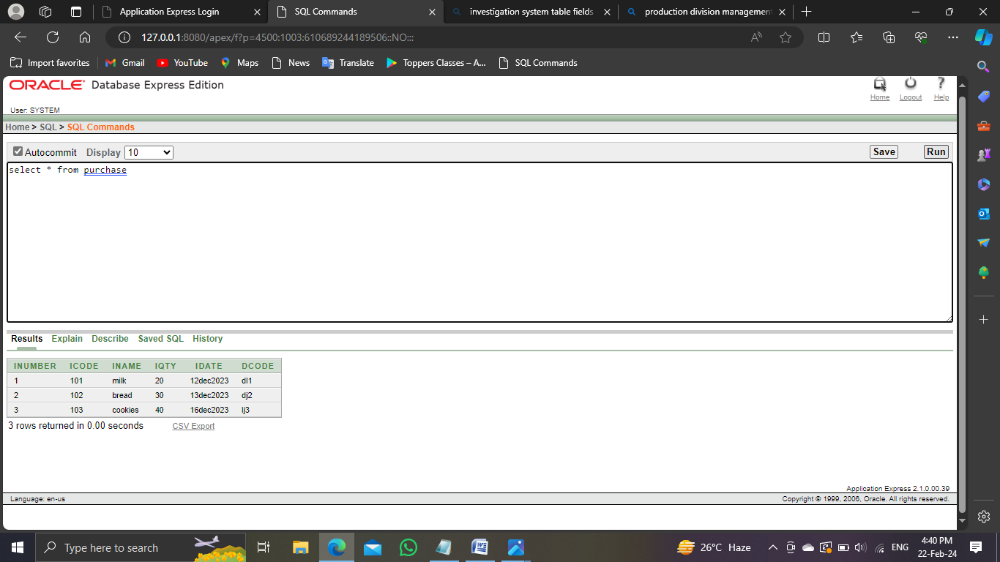 Application Express Login
SQL Commands
investigation system table fields
production division management
127.0.0.1:8080/apex/f?p=4500:1003:610689244189506::NO:::
Import favorites
Gmail
YouTube
Maps
News
Translate
Toppers Classes – A...
SQL Commands
ORACLE Database Express Edition
Home Logout Help
User: SYSTEM
Home > SQL > SQL Commands
Autocommit Display 10 Save Run
select * from purchase
Results Explain Describe Saved SQL History
INUMBER ICODE INAME IQTY IDATE DCODE
1 101 milk 20 12dec2023 dl1
2 102 bread 30 13dec2023 dj2
3 103 cookies 40 16dec2023 lj3
3 rows returned in 0.00 seconds CSV Export
Application Express 2.1.0.00.39
Language: en-us Copyright © 1999, 2006, Oracle. All rights reserved.
Type here to search
26°C Haze
ENG
4:40 PM
22-Feb-24